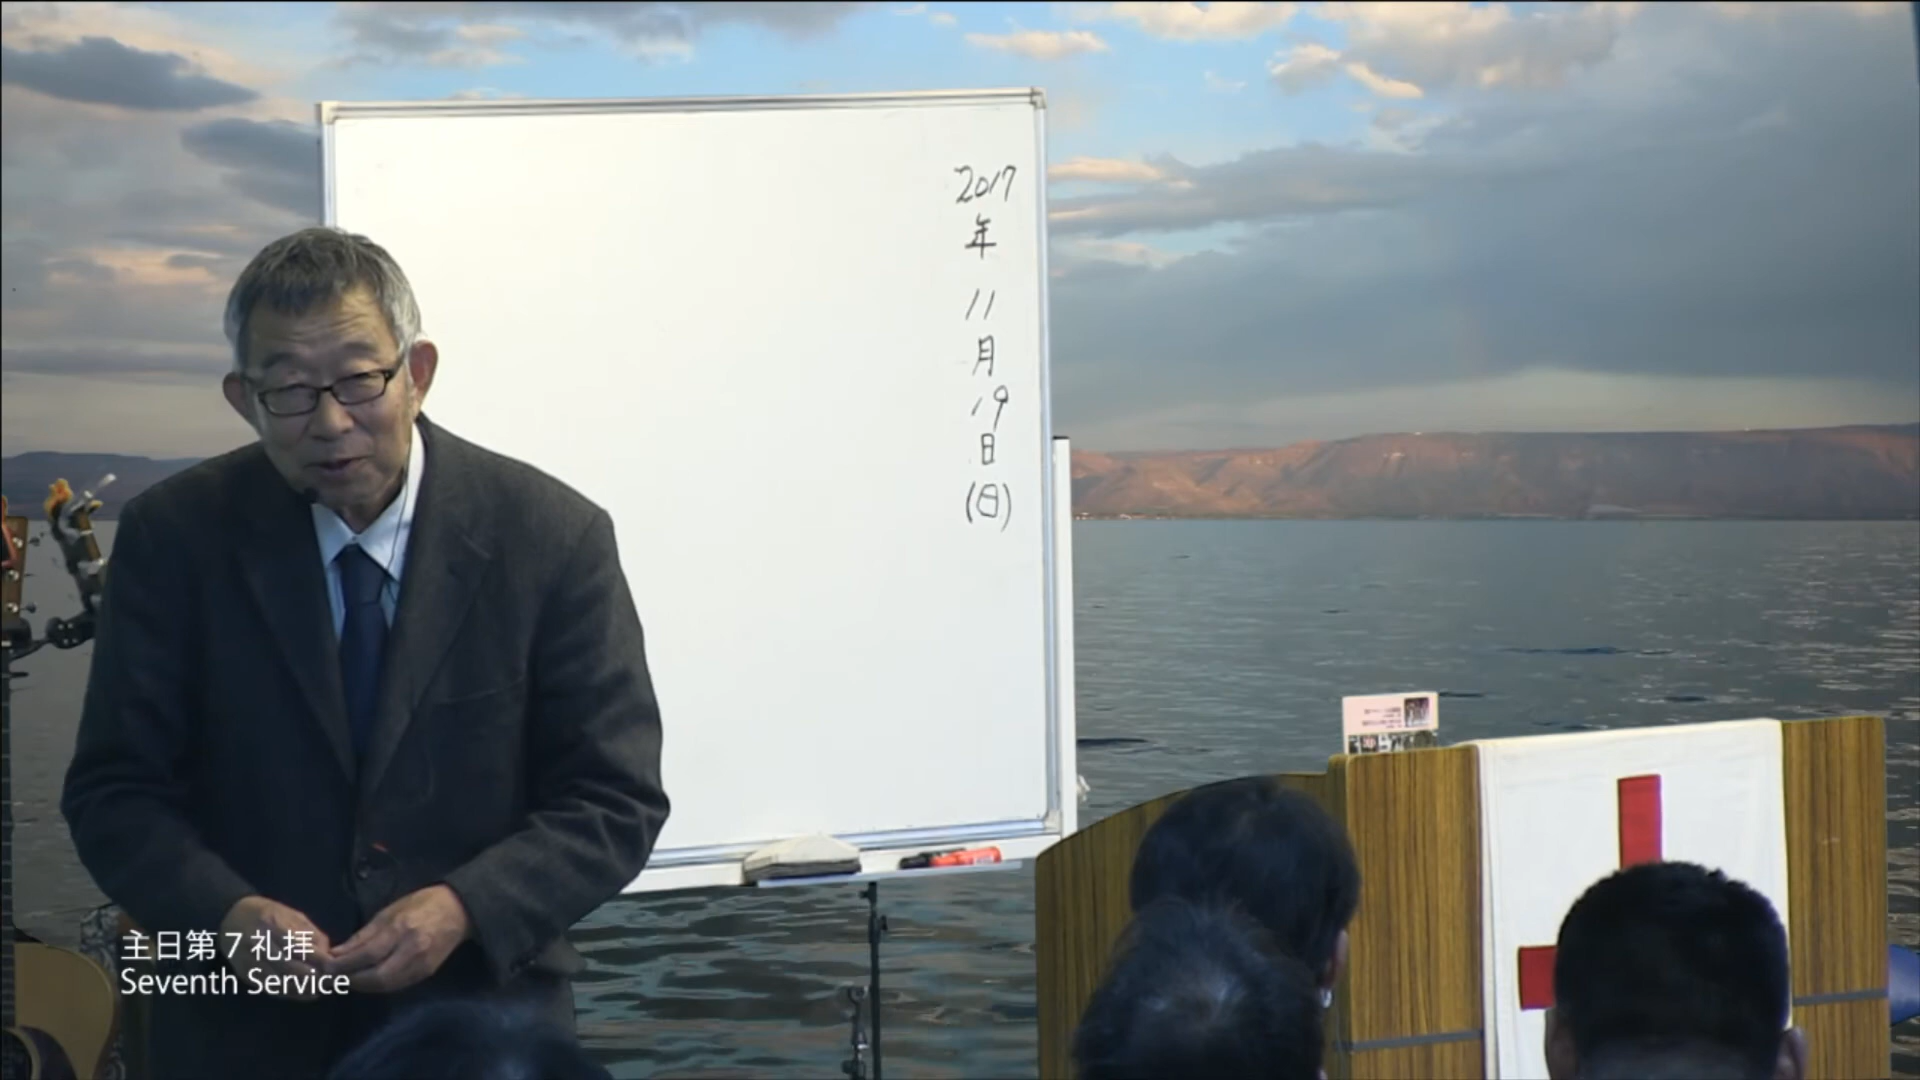 2017
年
11
月
19
日
(日)
主日第7礼拝
Seventh Service